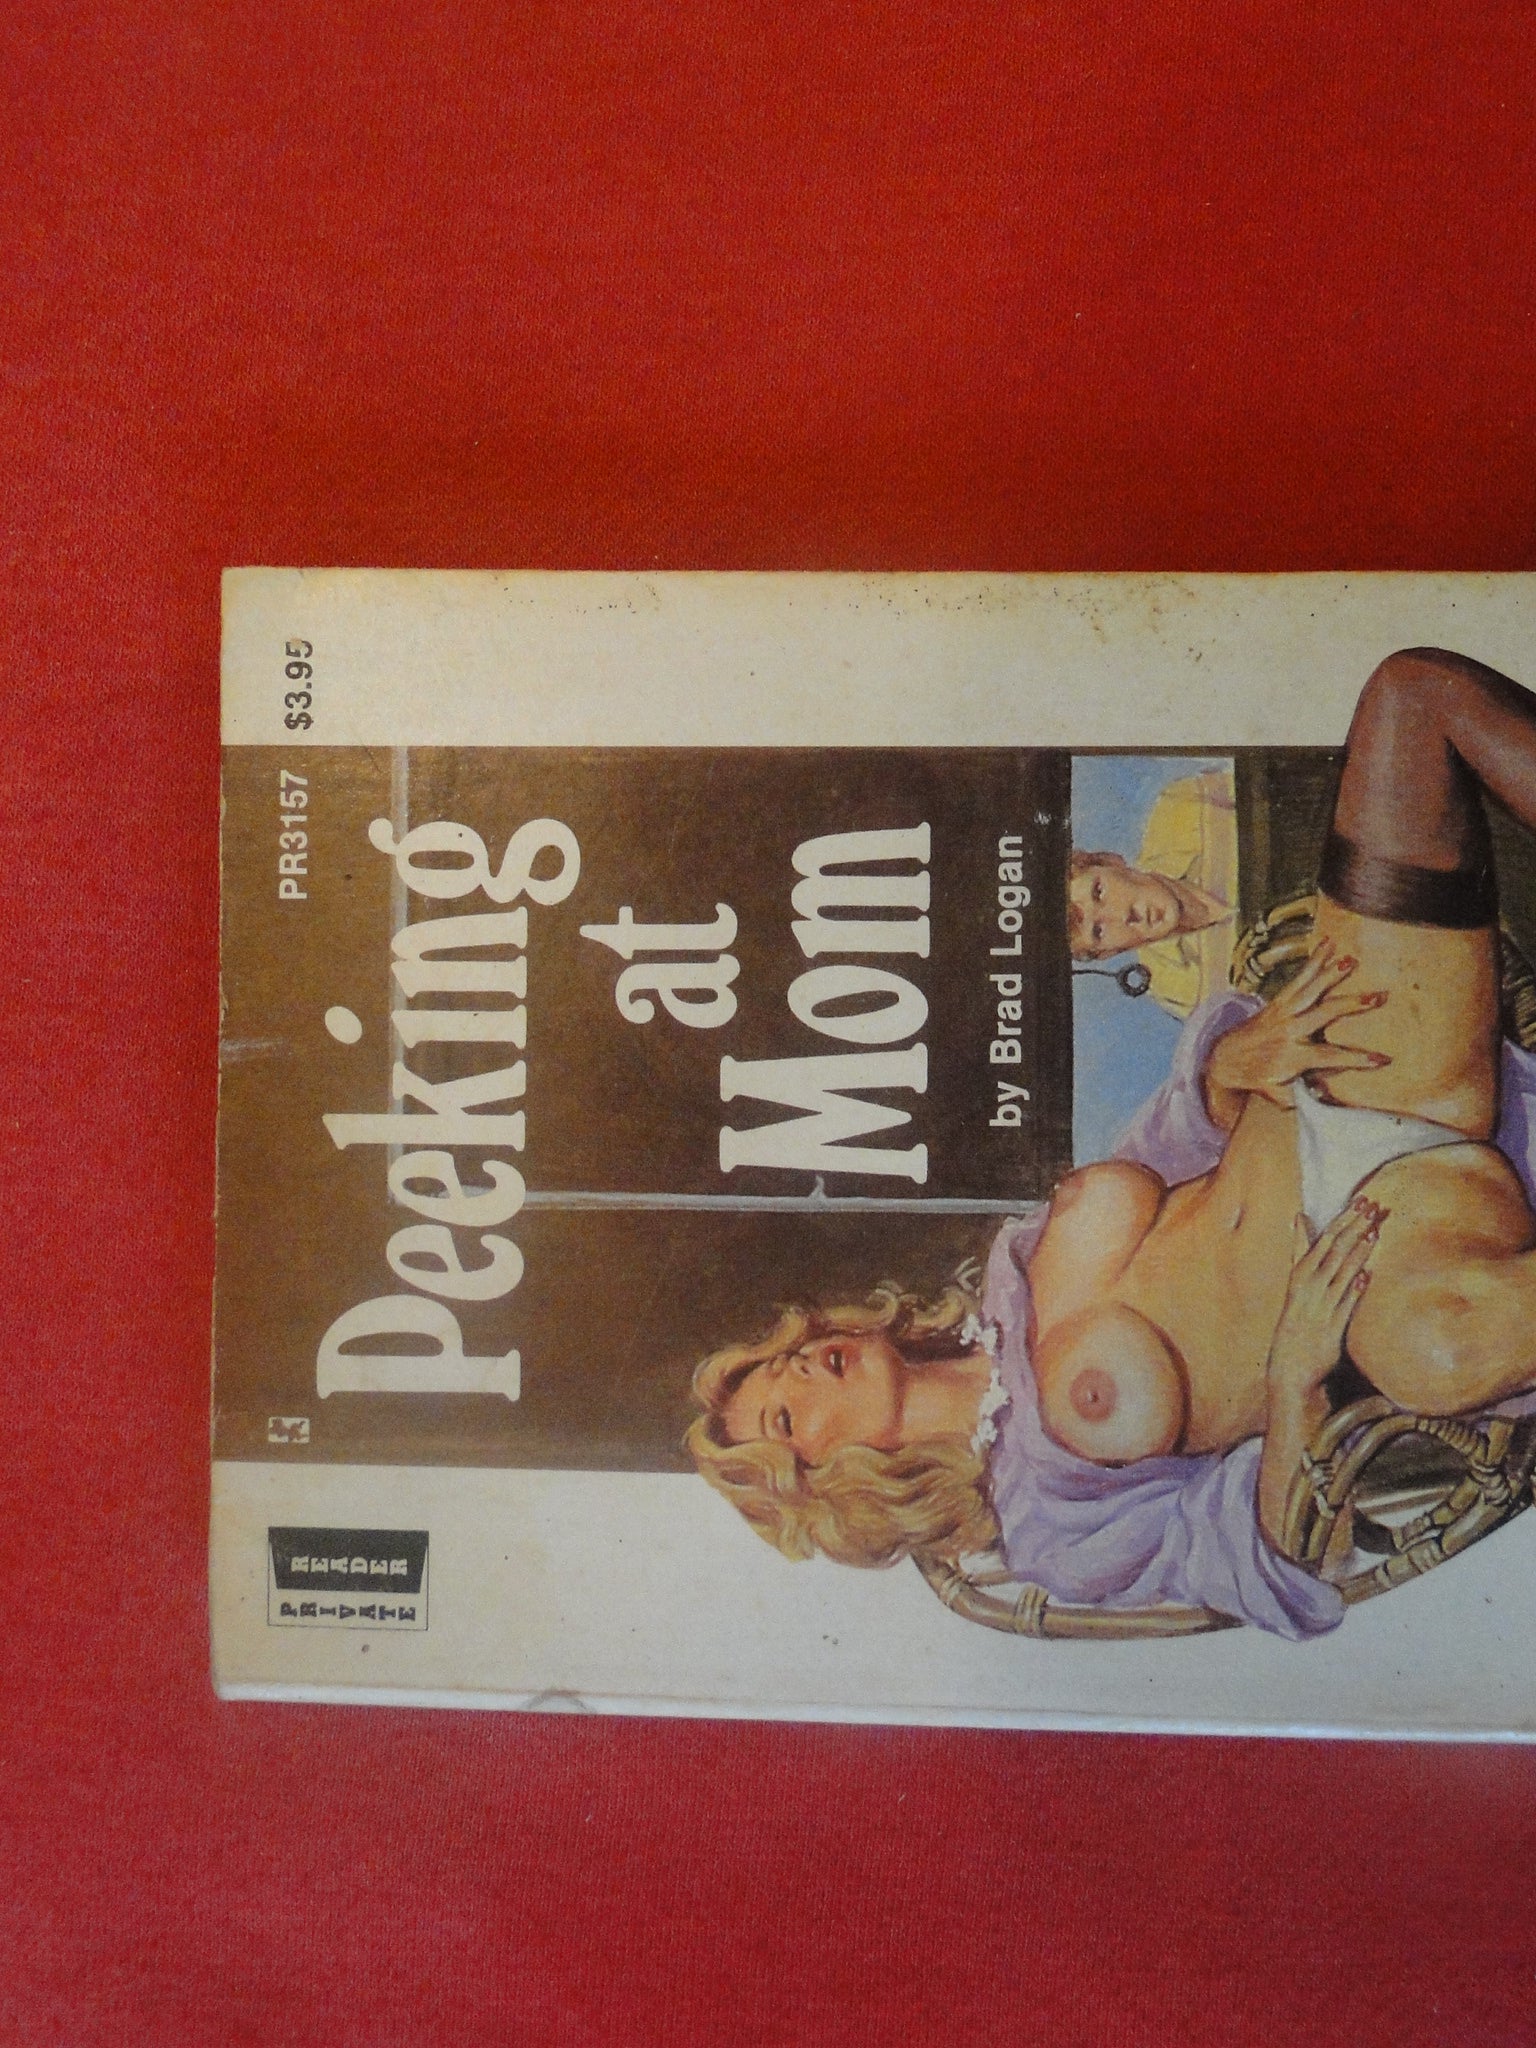 PRIVATE
READER
PR3157
$3.95
Peeking
at
Mom
by Brad Logan